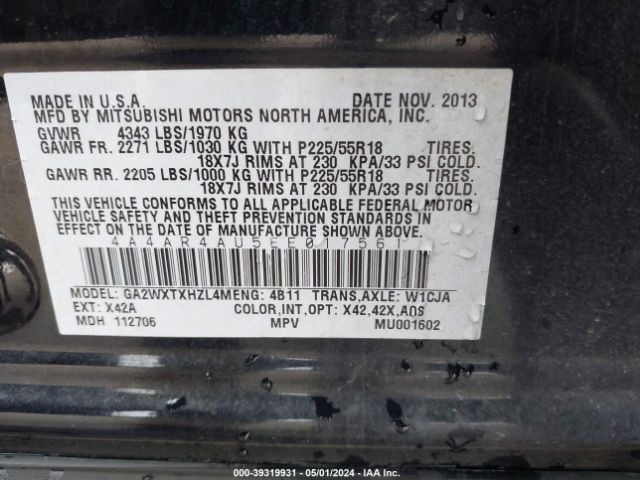 MADE IN U.S.A. DATE NOV. 2013
MFD BY MITSUBISHI MOTORS NORTH AMERICA, INC.
GVWR 4343 LBS/1970 KG
GAWR FR. 2271 LBS/1030 KG WITH P225/55R18 TIRES.
18X7J RIMS AT 230 KPA/33 PSI COLD.
GAWR RR. 2205 LBS/1000 KG WITH P225/55R18 TIRES.
18X7J RIMS AT 230 KPA/33 PSI COLD.
THIS VEHICLE CONFORMS TO ALL APPLICABLE FEDERAL MOTOR
VEHICLE SAFETY AND THEFT PREVENTION STANDARDS IN
EFFECT ON THE DATE OF MANUFACTURE SHOWN ABOVE.
4A4AR4AU5EE017561
MODEL: GA2WXTXHZL4MENG: 4B11 TRANS,AXLE: W1CJA
EXT: X42A COLOR,INT,OPT: X42,42X,A08
MDH 112706 MPV MU001602
000-39319931 - 05/01/2024 - IAA Inc.